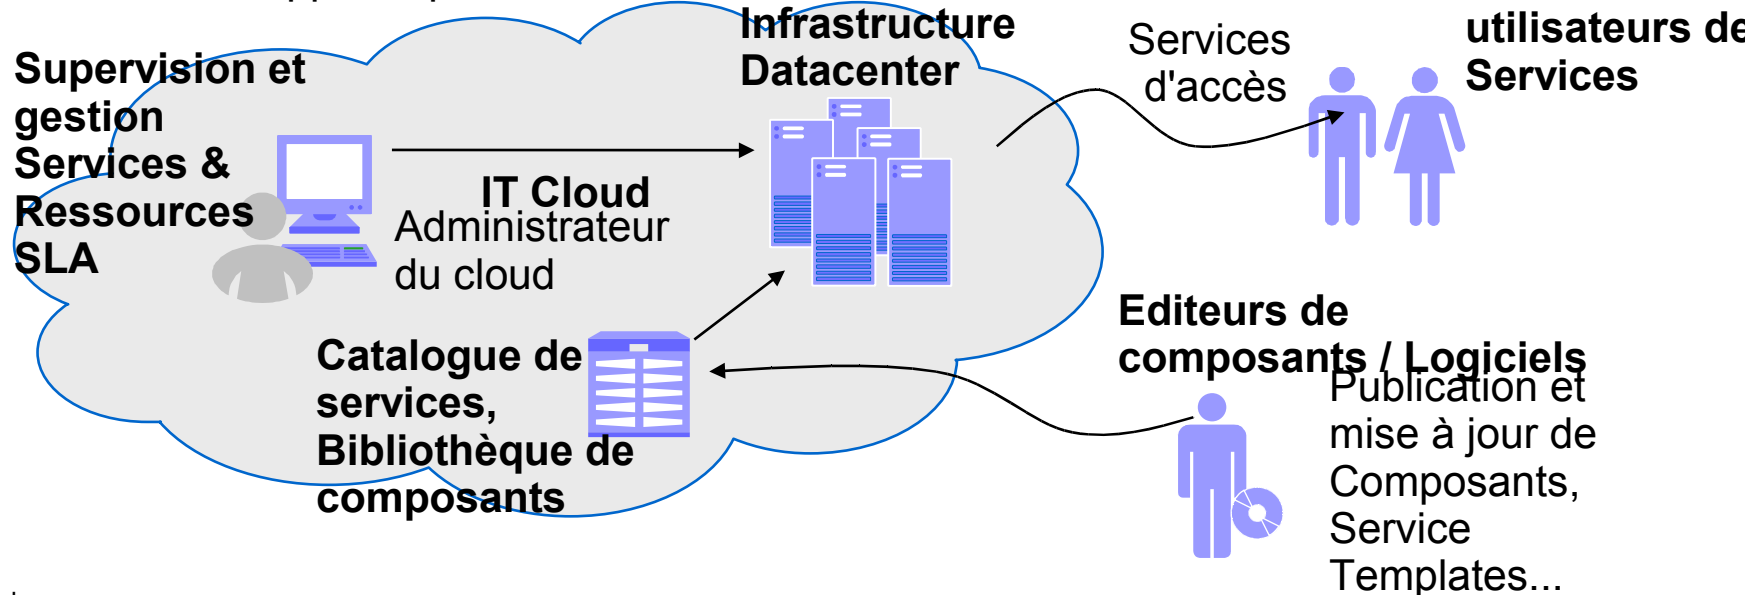 Infrastructure
Datacenter
Services
d'accès
utilisateurs de
Services
Supervision et
gestion
Services &
Ressources
SLA
IT Cloud
Administrateur
du cloud
Catalogue de
services,
Bibliothèque de
composants
Editeurs de
composants / Logiciels
Publication et
mise à jour de
Composants,
Service
Templates...